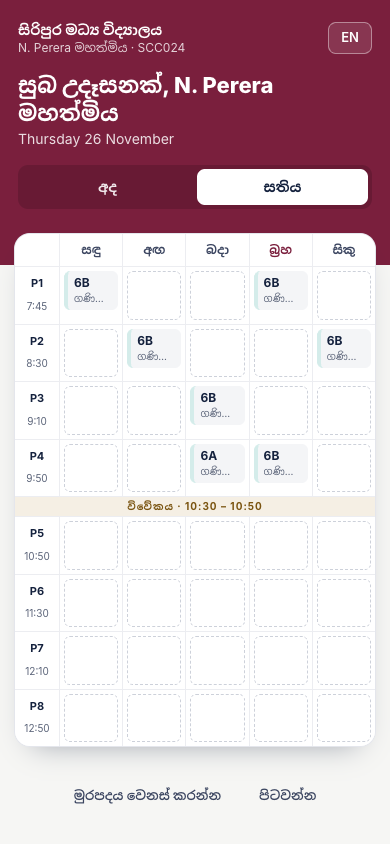 සිරිපුර මධ්‍ය විද්‍යාලය
N. Perera මහත්මිය · SCC024
EN
සුබ උදෑසනක්, N. Perera
මහත්මිය
Thursday 26 November
අද
සතිය
සඳු අඟ බදා බ්‍රහ සිකු
P1 6B 6B
7:45 ගණි... ගණි...
P2 6B 6B
8:30 ගණි... ගණි...
P3 6B
9:10 ගණි...
P4 6A 6B
9:50 ගණි... ගණි...
විවේකය · 10:30 – 10:50
P5
10:50
P6
11:30
P7
12:10
P8
12:50
මුරපදය වෙනස් කරන්න පිටවන්න